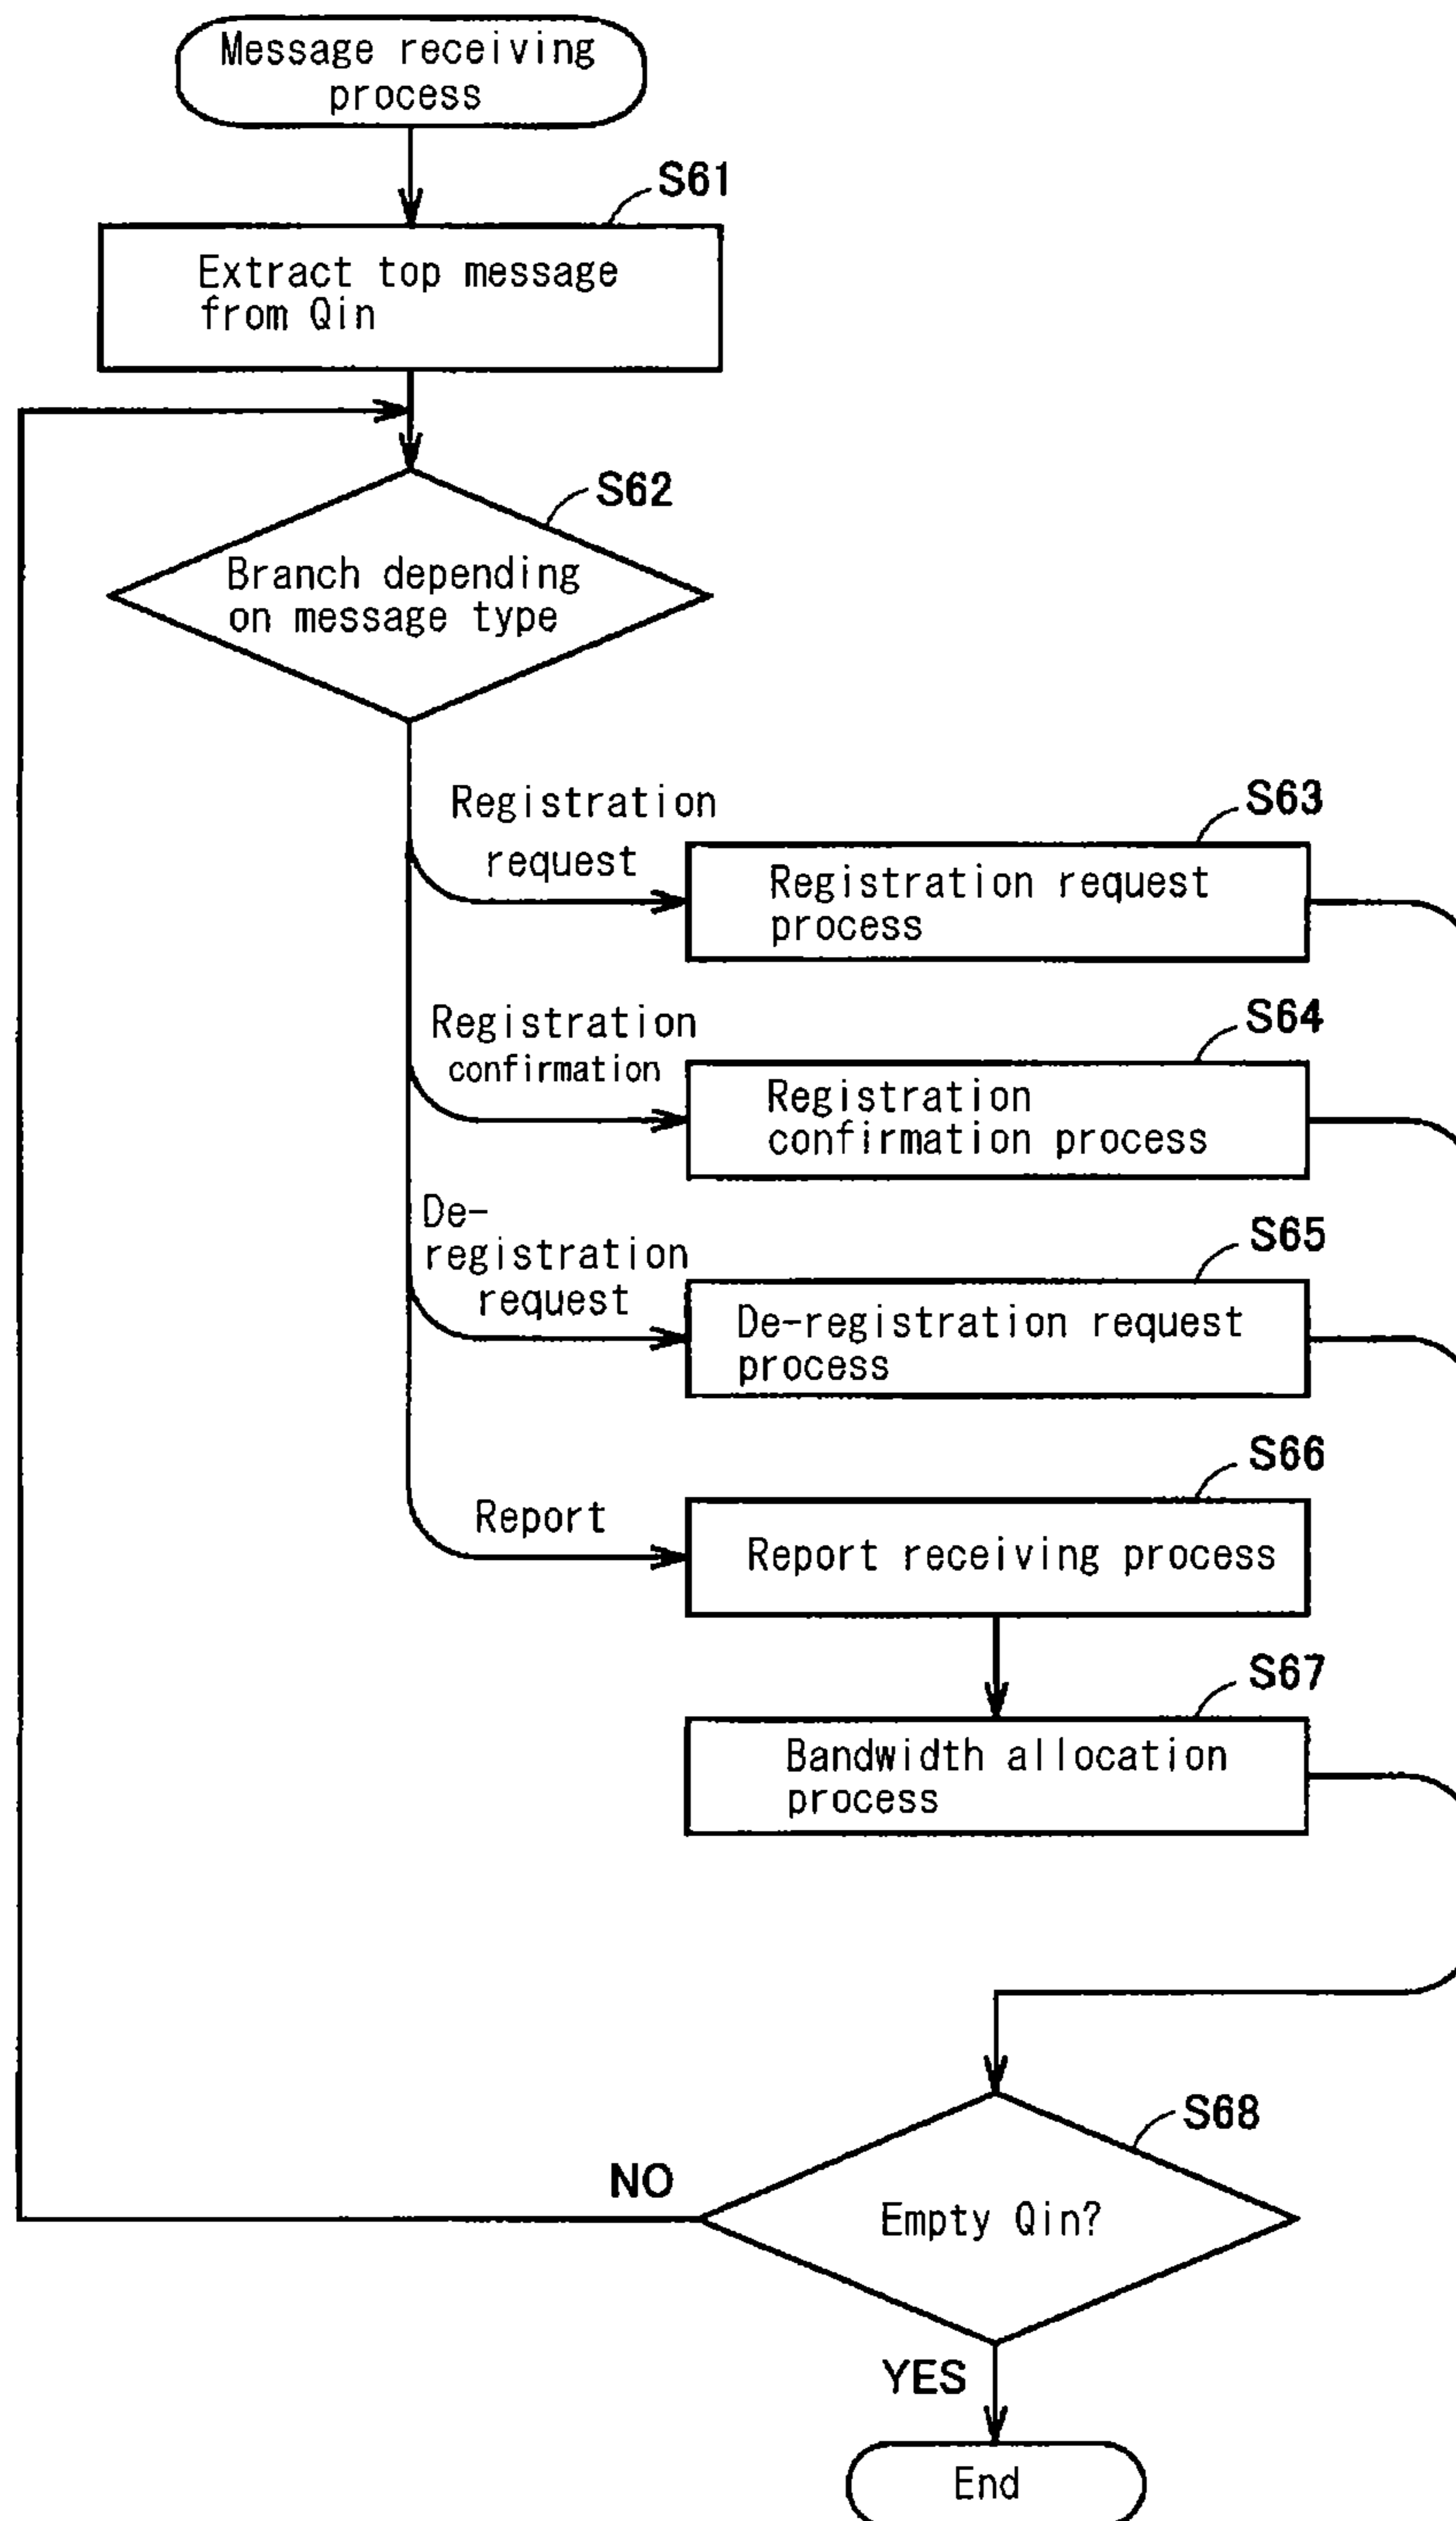 Message receiving
process
S61
Extract top message
from Qin
S62
Branch depending
on message type
Registration
request
S63
Registration request
process
Registration
confirmation
S64
Registration
confirmation process
De-
registration
request
S65
De-registration request
process
Report
S66
Report receiving process
S67
Bandwidth allocation
process
S68
NO
Empty Qin?
YES
End